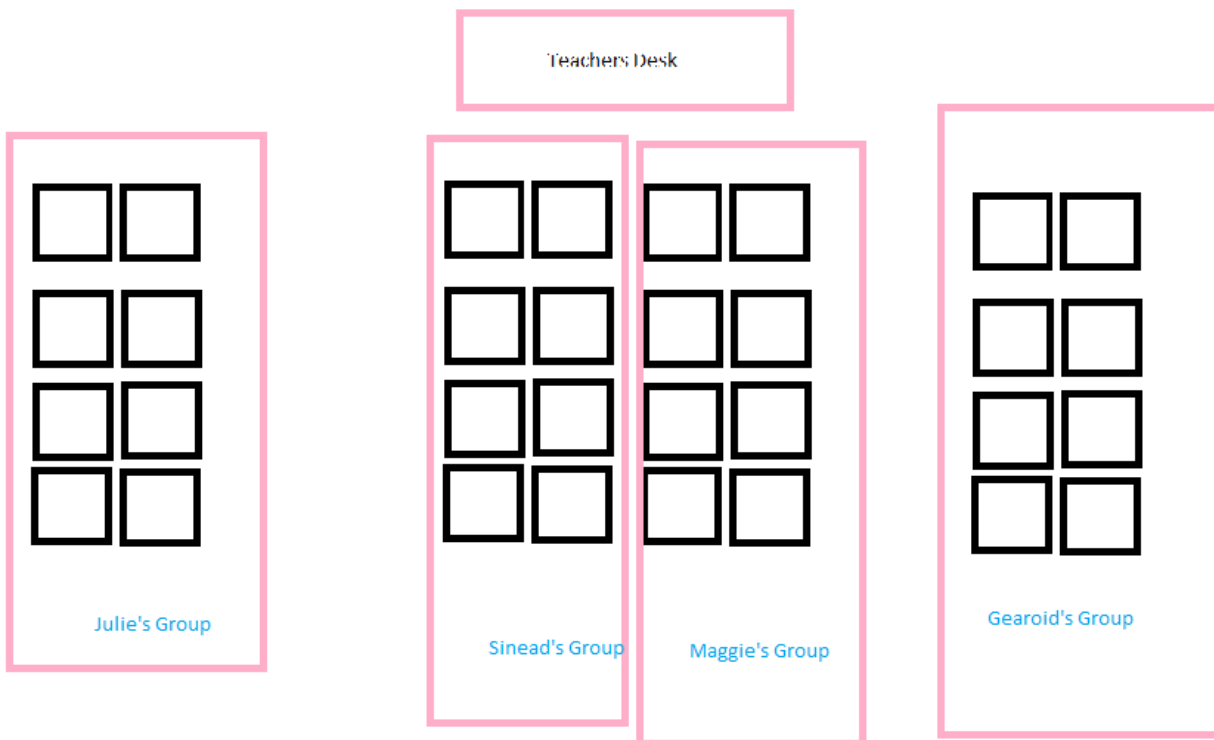 Teachers Desk
Julie's Group
Sinead's Group
Maggie's Group
Gearoid's Group